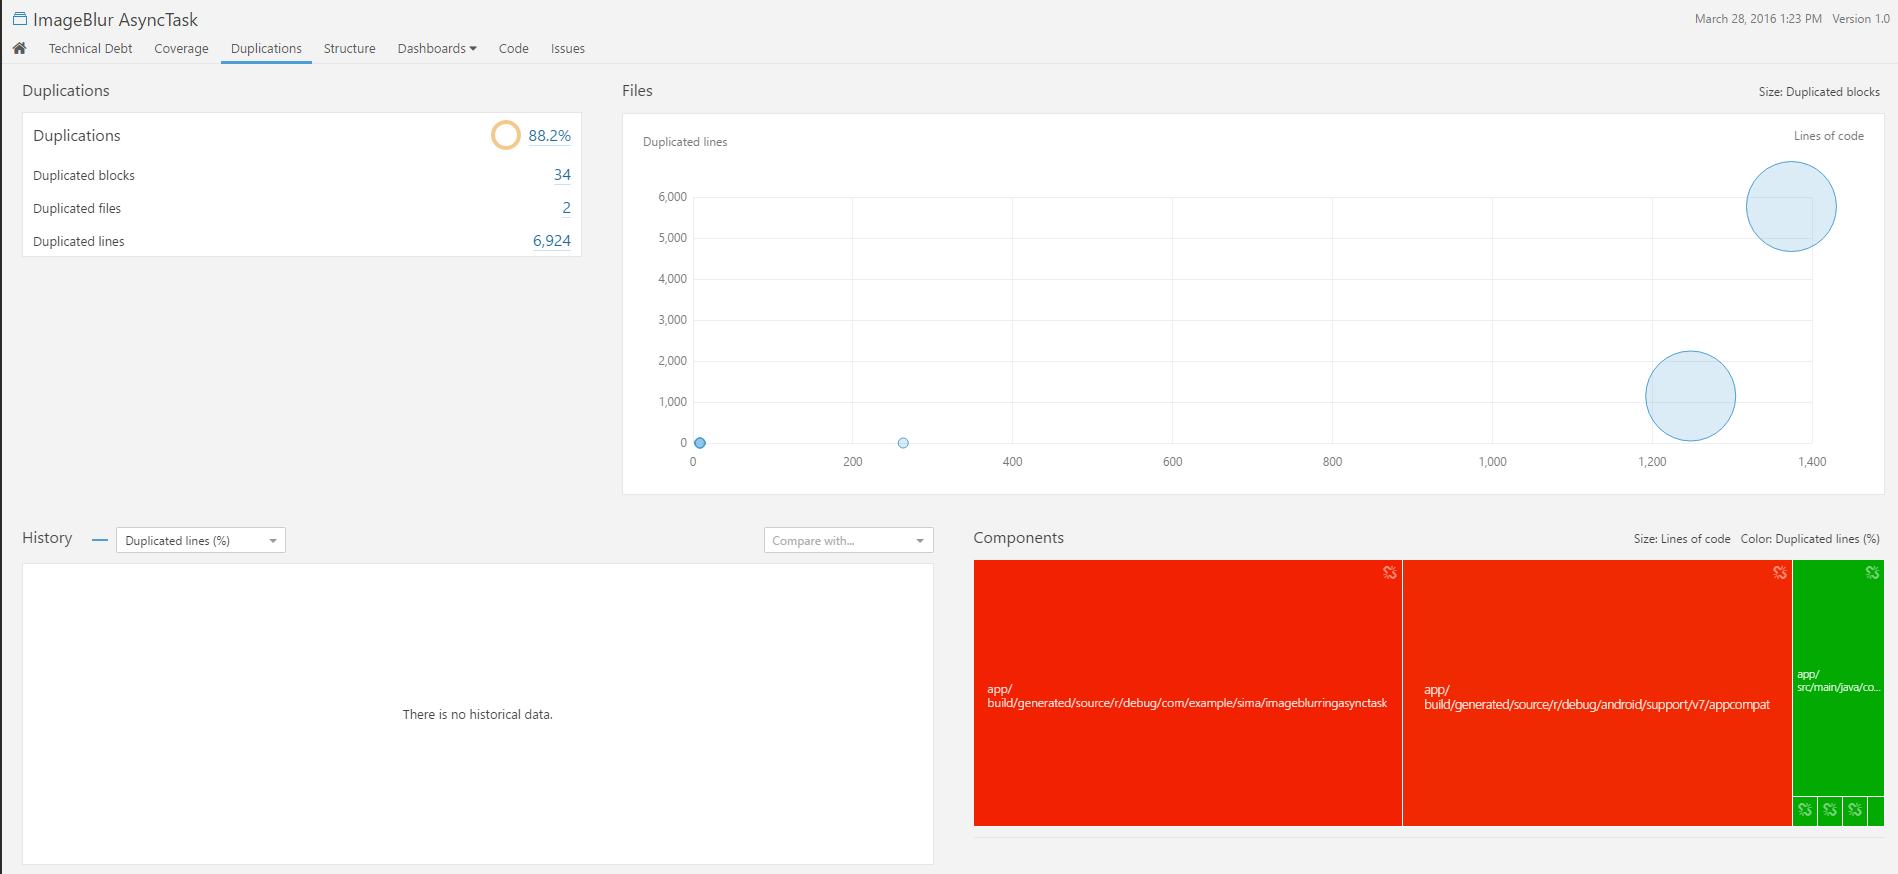 ImageBlur AsyncTask
March 28, 2016 1:23 PM Version 1.0
Technical Debt Coverage Duplications Structure Dashboards Code Issues
Duplications
Duplications 88.2%
Duplicated blocks 34
Duplicated files 2
Duplicated lines 6,924
Files
Size: Duplicated blocks
Duplicated lines
Lines of code
6,000
5,000
4,000
3,000
2,000
1,000
0
0 200 400 600 800 1,000 1,200 1,400
History
Duplicated lines (%)
Compare with...
There is no historical data.
Components
Size: Lines of code Color: Duplicated lines (%)
app/
build/generated/source/r/debug/com/example/sima/imageblurringasynctask
app/
build/generated/source/r/debug/android/support/v7/appcompat
app/
src/main/java/co...